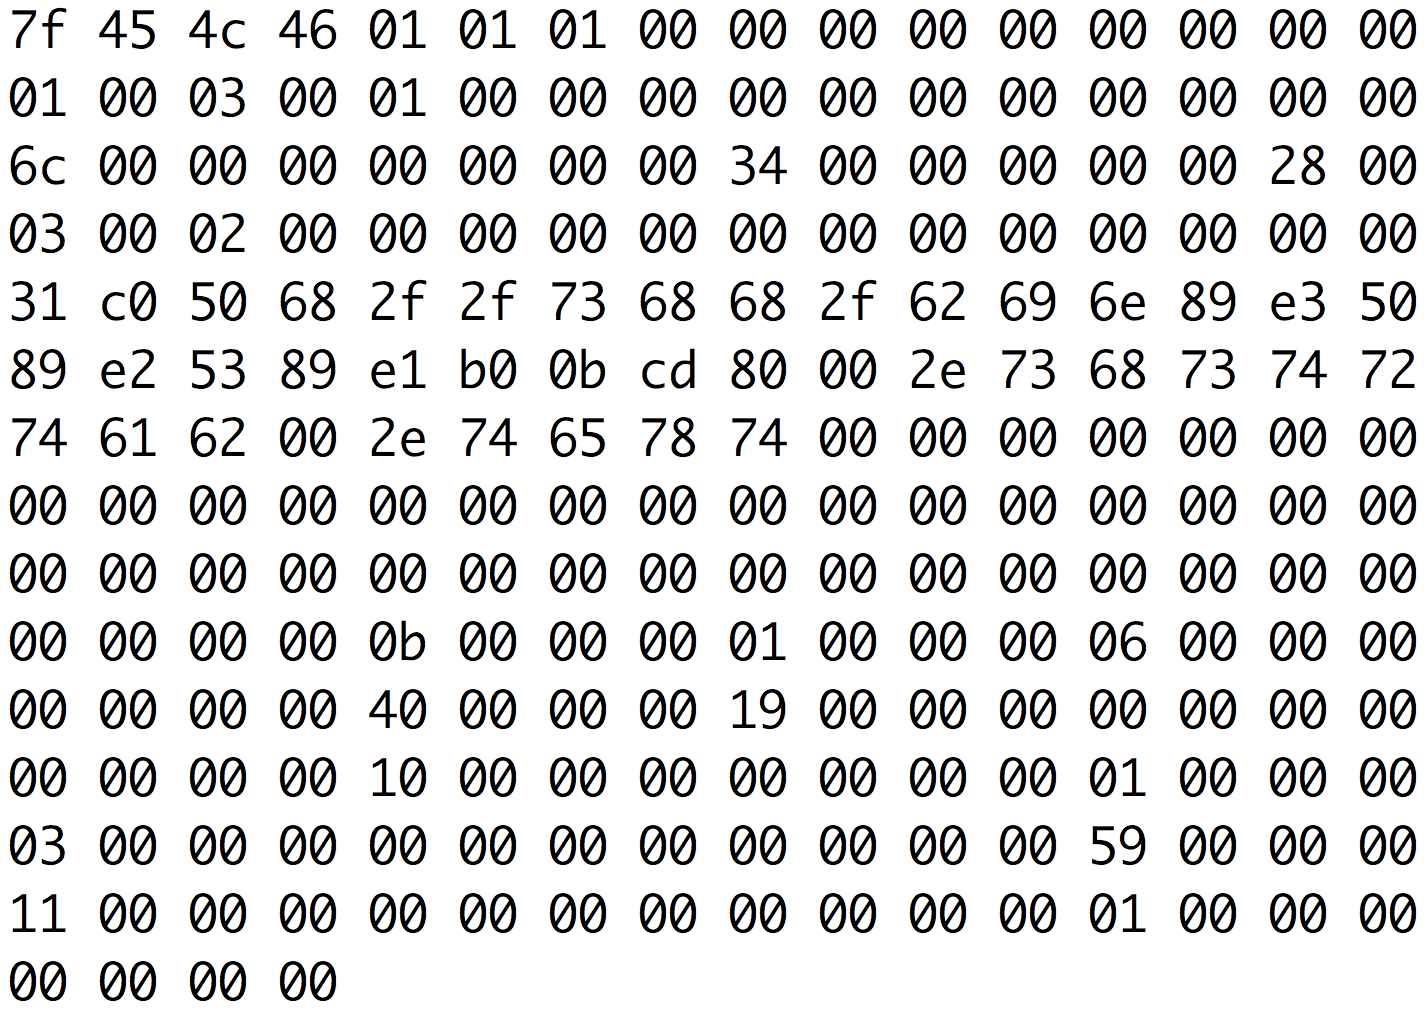 7f 45 4c 46 01 01 01 00 00 00 00 00 00 00 00 00
01 00 03 00 01 00 00 00 00 00 00 00 00 00 00 00
6c 00 00 00 00 00 00 00 34 00 00 00 00 00 28 00
03 00 02 00 00 00 00 00 00 00 00 00 00 00 00 00
31 c0 50 68 2f 2f 73 68 68 2f 62 69 6e 89 e3 50
89 e2 53 89 e1 b0 0b cd 80 00 2e 73 68 73 74 72
74 61 62 00 2e 74 65 78 74 00 00 00 00 00 00 00
00 00 00 00 00 00 00 00 00 00 00 00 00 00 00 00
00 00 00 00 00 00 00 00 00 00 00 00 00 00 00 00
00 00 00 00 0b 00 00 00 01 00 00 00 06 00 00 00
00 00 00 00 40 00 00 00 19 00 00 00 00 00 00 00
00 00 00 00 10 00 00 00 00 00 00 00 01 00 00 00
03 00 00 00 00 00 00 00 00 00 00 00 59 00 00 00
11 00 00 00 00 00 00 00 00 00 00 00 01 00 00 00
00 00 00 00